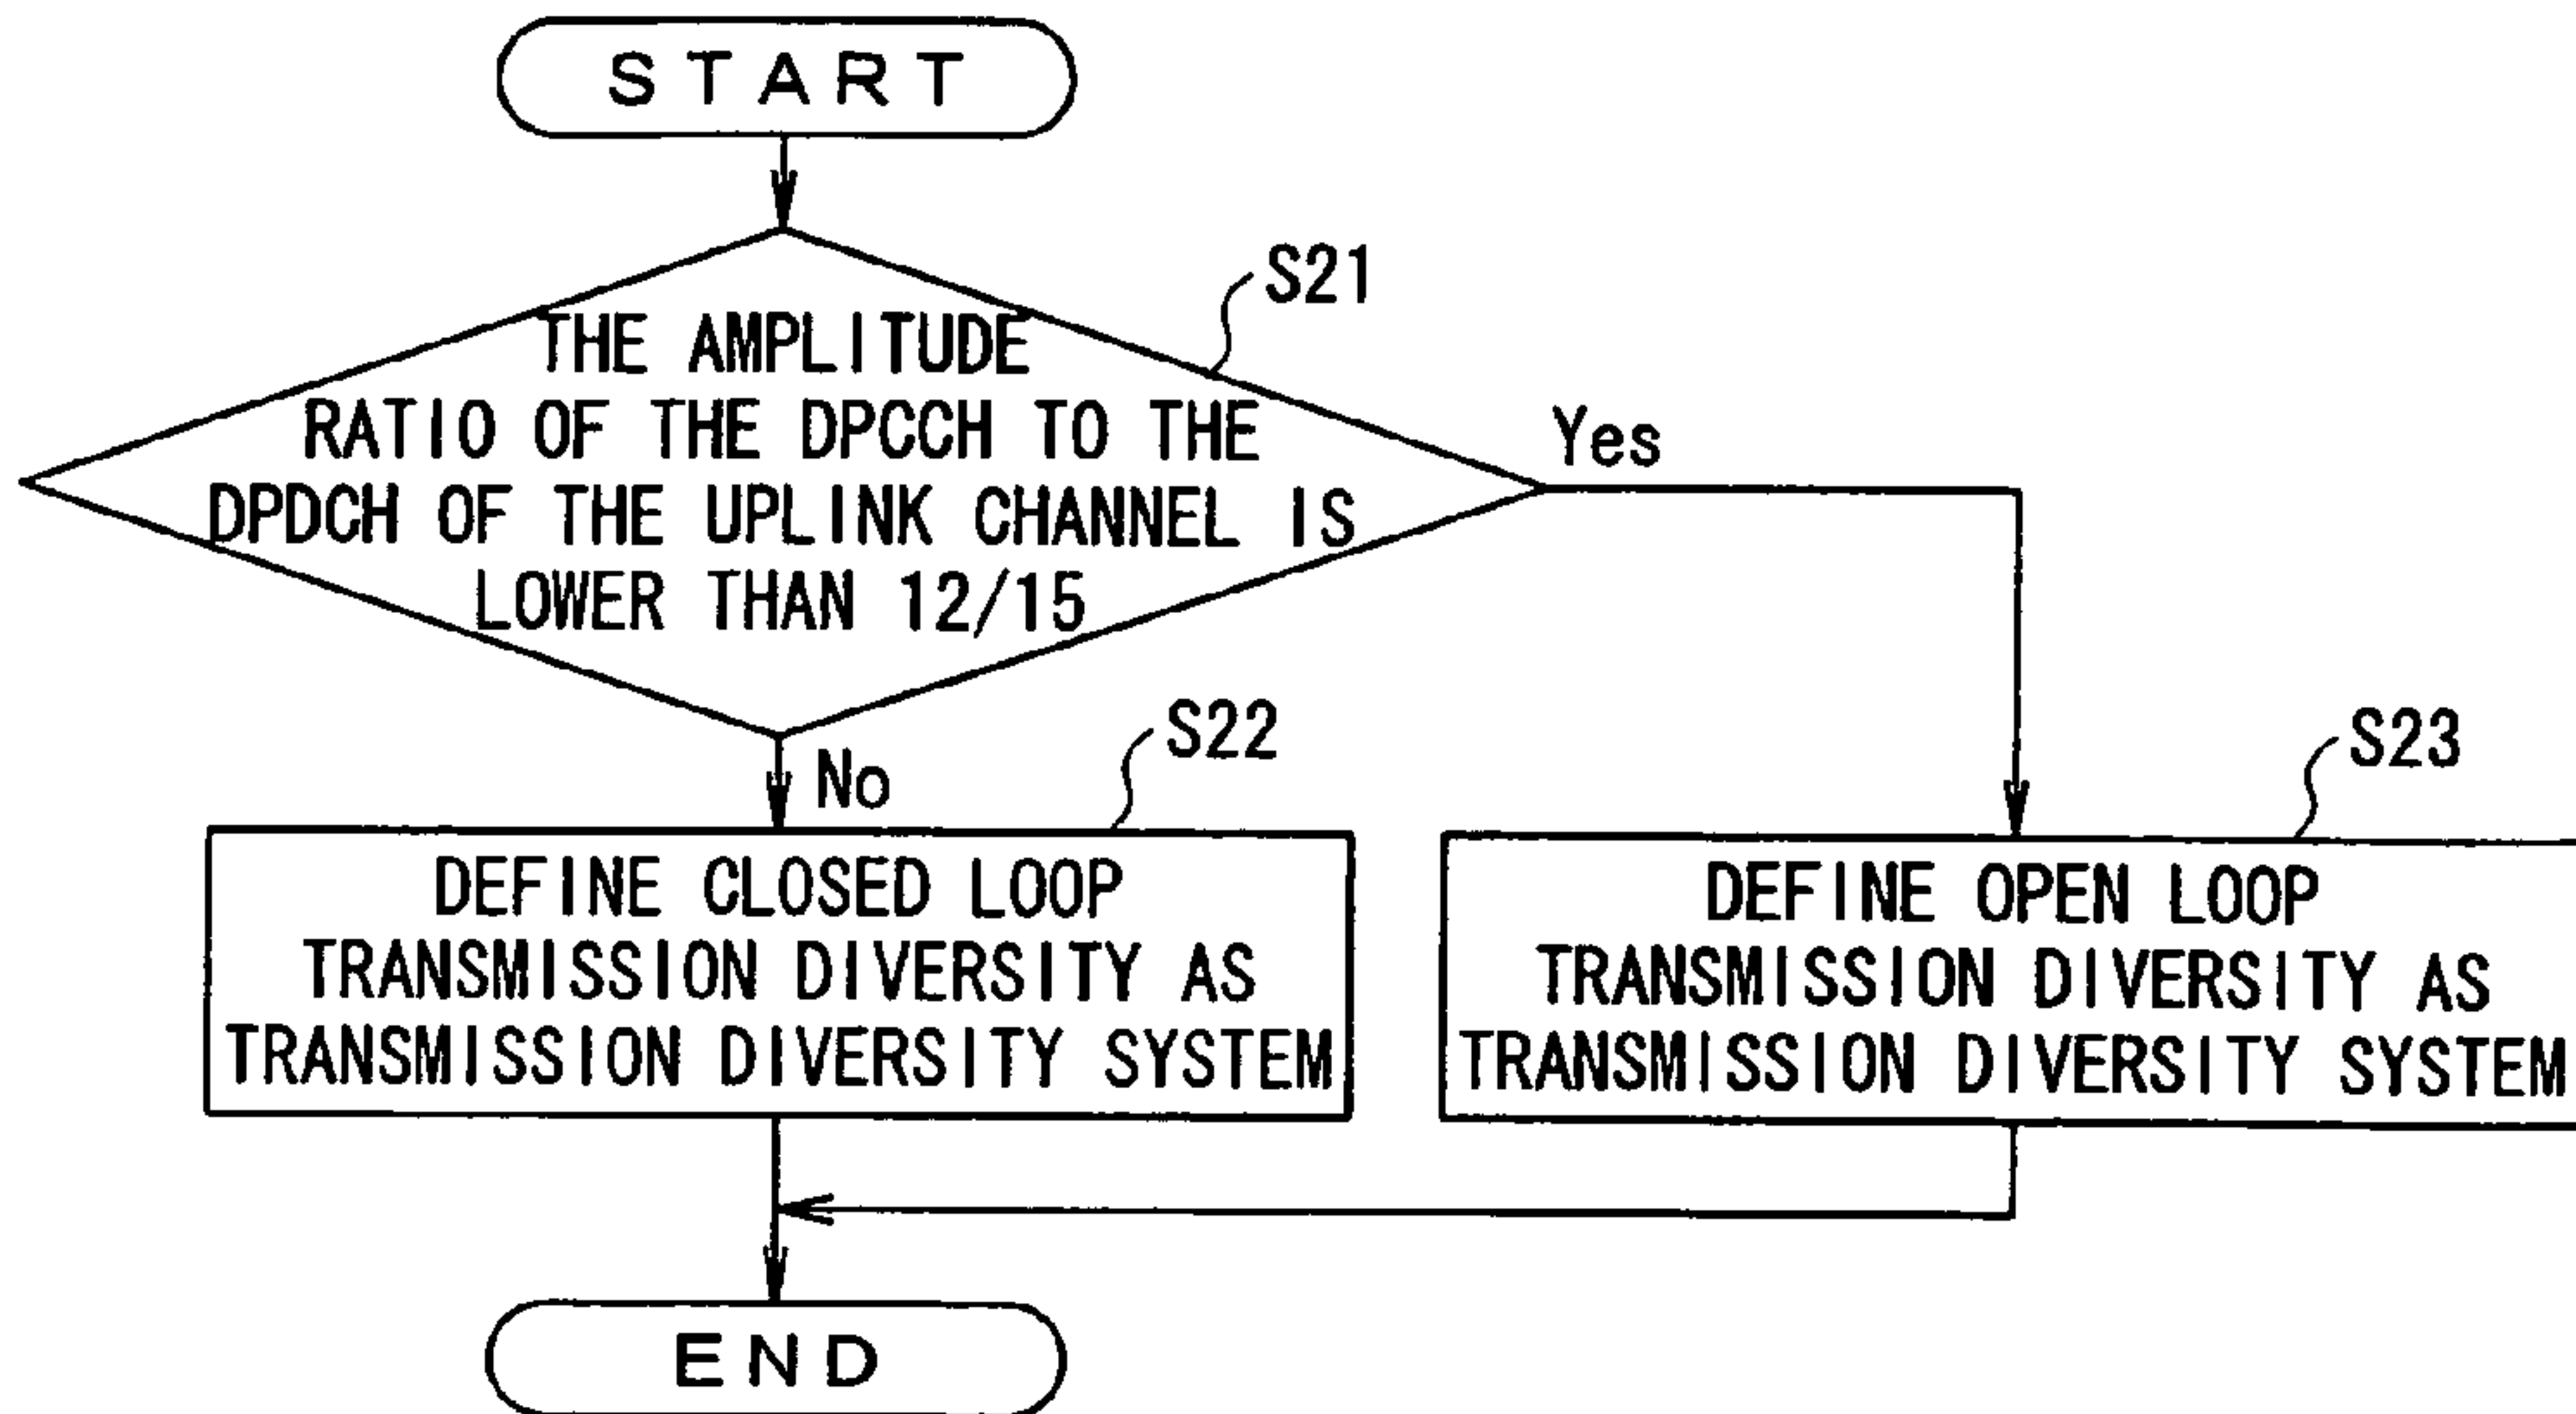 START
S21
THE AMPLITUDE
RATIO OF THE DPCCH TO THE
DPDCH OF THE UPLINK CHANNEL IS
LOWER THAN 12/15
Yes
No
S22
DEFINE CLOSED LOOP
TRANSMISSION DIVERSITY AS
TRANSMISSION DIVERSITY SYSTEM
S23
DEFINE OPEN LOOP
TRANSMISSION DIVERSITY AS
TRANSMISSION DIVERSITY SYSTEM
END